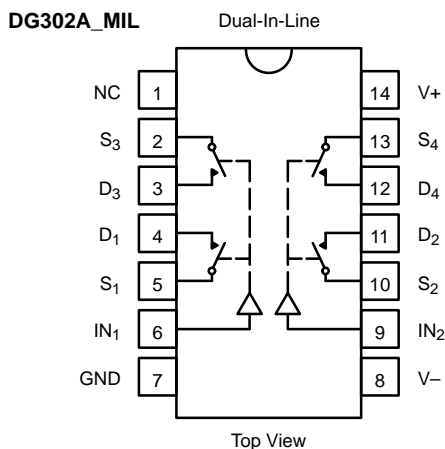 DG302A_MIL
Dual-In-Line
NC 1 14 V+
S3 2 13 S4
D3 3 12 D4
D1 4 11 D2
S1 5 10 S2
IN1 6 9 IN2
GND 7 8 V–
Top View